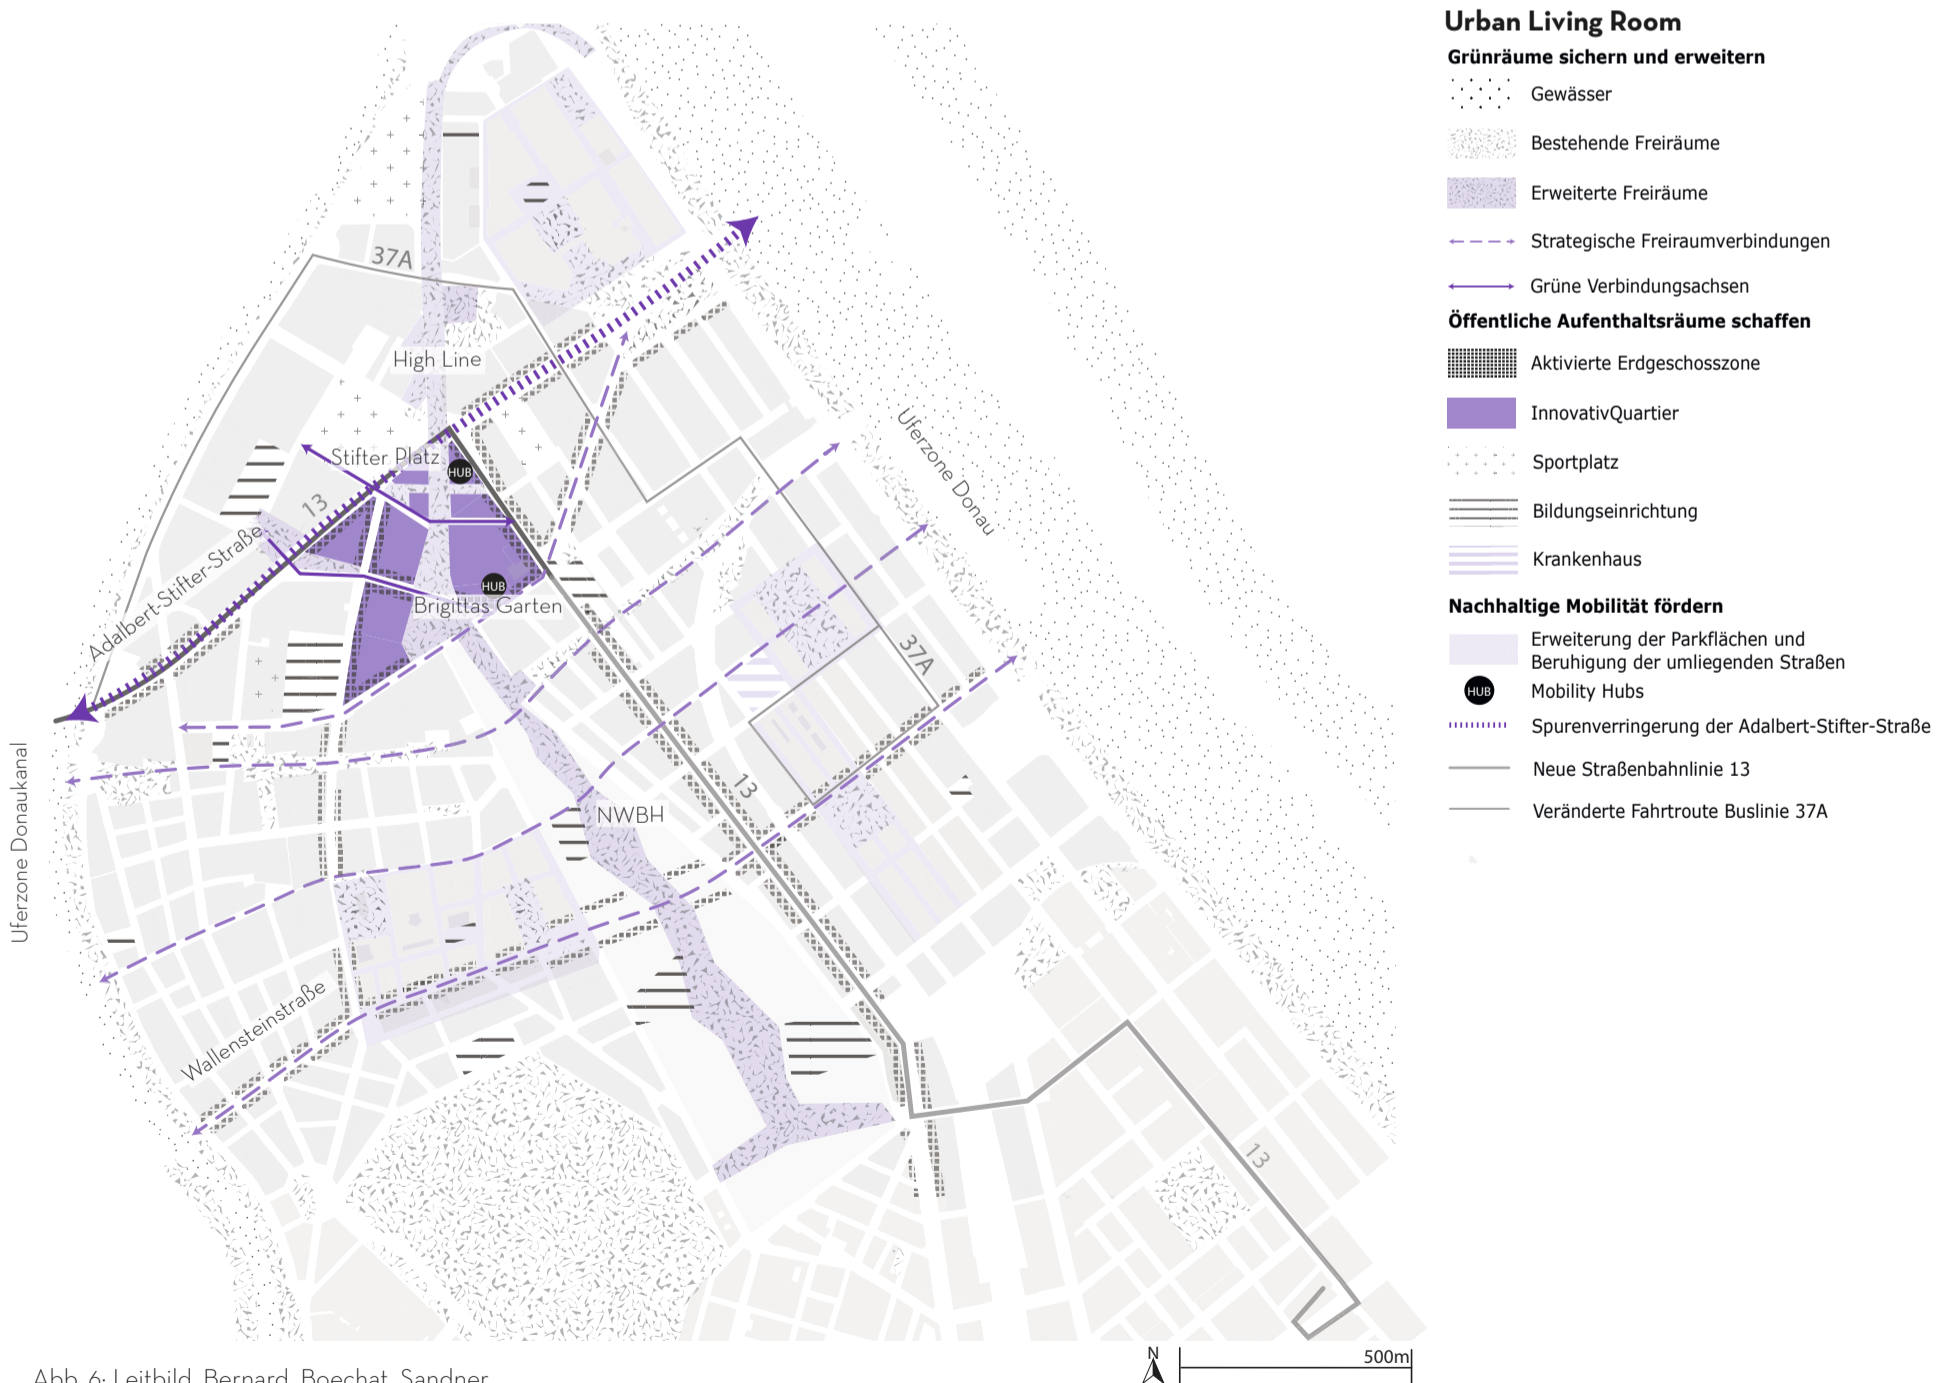 Urban Living Room
Grünräume sichern und erweitern
Gewässer
Bestehende Freiräume
Erweiterte Freiräume
Strategische Freiraumverbindungen
Grüne Verbindungsachsen
Öffentliche Aufenthaltsräume schaffen
Aktivierte Erdgeschosszone
InnovativQuartier
Sportplatz
Bildungseinrichtung
Krankenhaus
Nachhaltige Mobilität fördern
Erweiterung der Parkflächen und
Beruhigung der umliegenden Straßen
HUB
Mobility Hubs
Spurenverringerung der Adalbert-Stifter-Straße
Neue Straßenbahnlinie 13
Veränderte Fahrtroute Buslinie 37A
37A
High Line
Stifter Platz
HUB
13
Adalbert-Stifter-Straße
HUB
Brigittas Garten
Uferzone Donau
37A
Uferzone Donaukanal
13
NWBH
Wallensteinstraße
13
N
500m
Abb. 6: Leitbild, Bernard, Boechat, Sandner